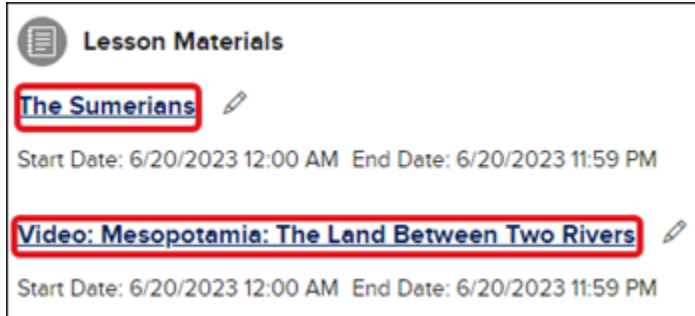 Lesson Materials
The Sumerians
Start Date: 6/20/2023 12:00 AM End Date: 6/20/2023 11:59 PM
Video: Mesopotamia: The Land Between Two Rivers
Start Date: 6/20/2023 12:00 AM End Date: 6/20/2023 11:59 PM